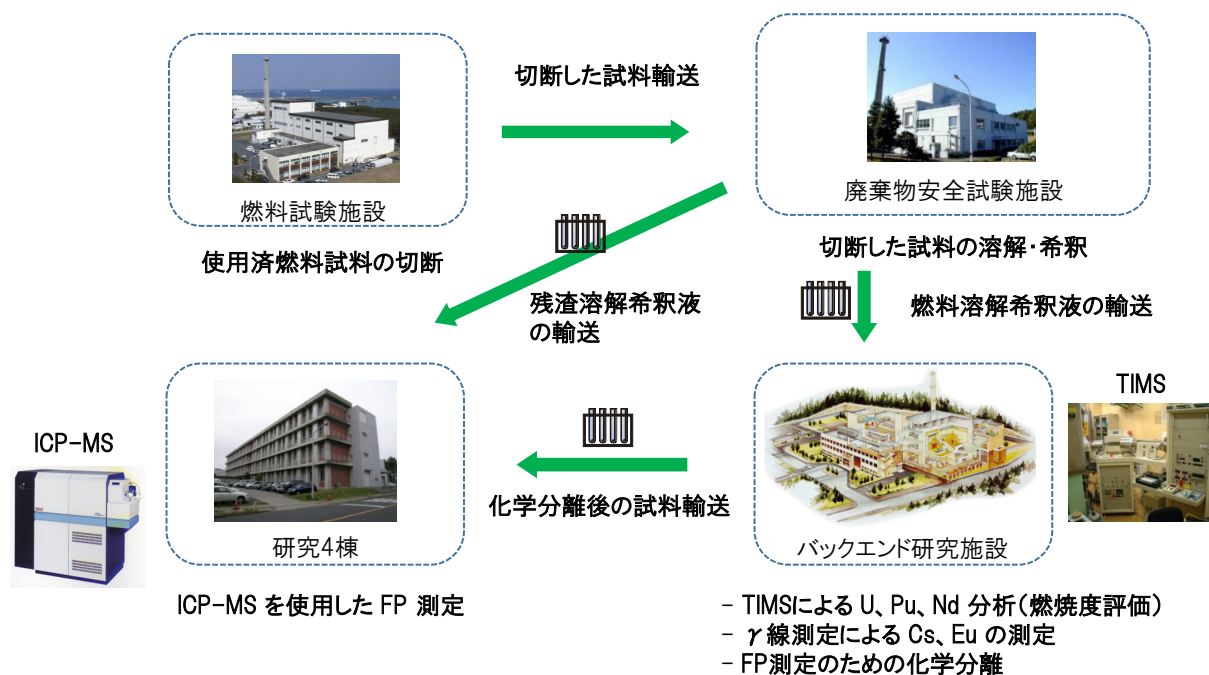 切断した試料輸送
燃料試験施設
使用済燃料試料の切断
廃棄物安全試験施設
切断した試料の溶解・希釈
残渣溶解希釈液
の輸送
燃料溶解希釈液の輸送
TIMS
ICP-MS
研究4棟
化学分離後の試料輸送
バックエンド研究施設
ICP-MS を使用した FP 測定
- TIMSによる U、Pu、Nd 分析(燃焼度評価)
- γ線測定による Cs、Eu の測定
- FP測定のための化学分離